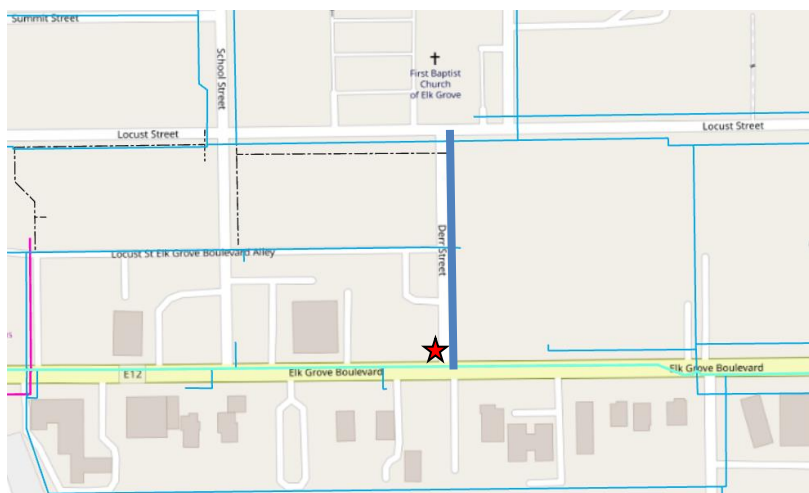 Summit Street
School Street
First Baptist
Church
of Elk Grove
Locust Street
Locust Street
Derr Street
Locust St Elk Grove Boulevard Alley
E12
Elk Grove Boulevard
Elk Grove Boulevard